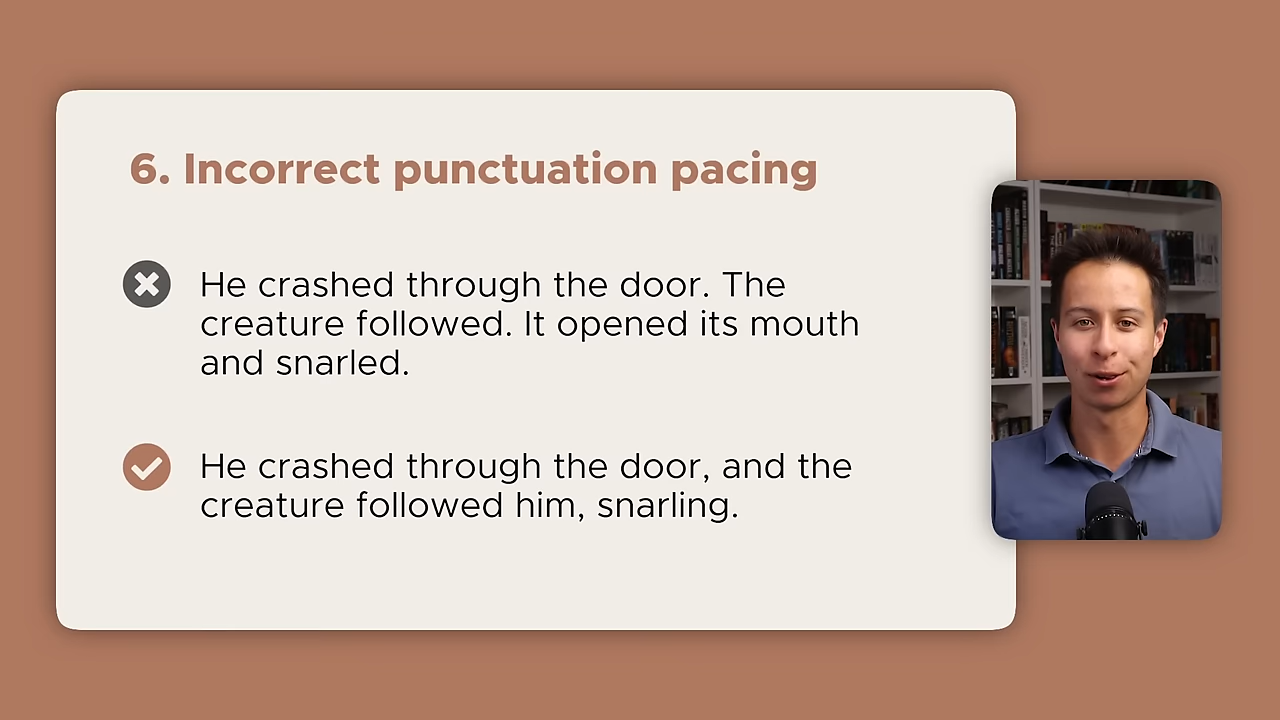 6. Incorrect punctuation pacing
He crashed through the door. The
creature followed. It opened its mouth
and snarled.
He crashed through the door, and the
creature followed him, snarling.